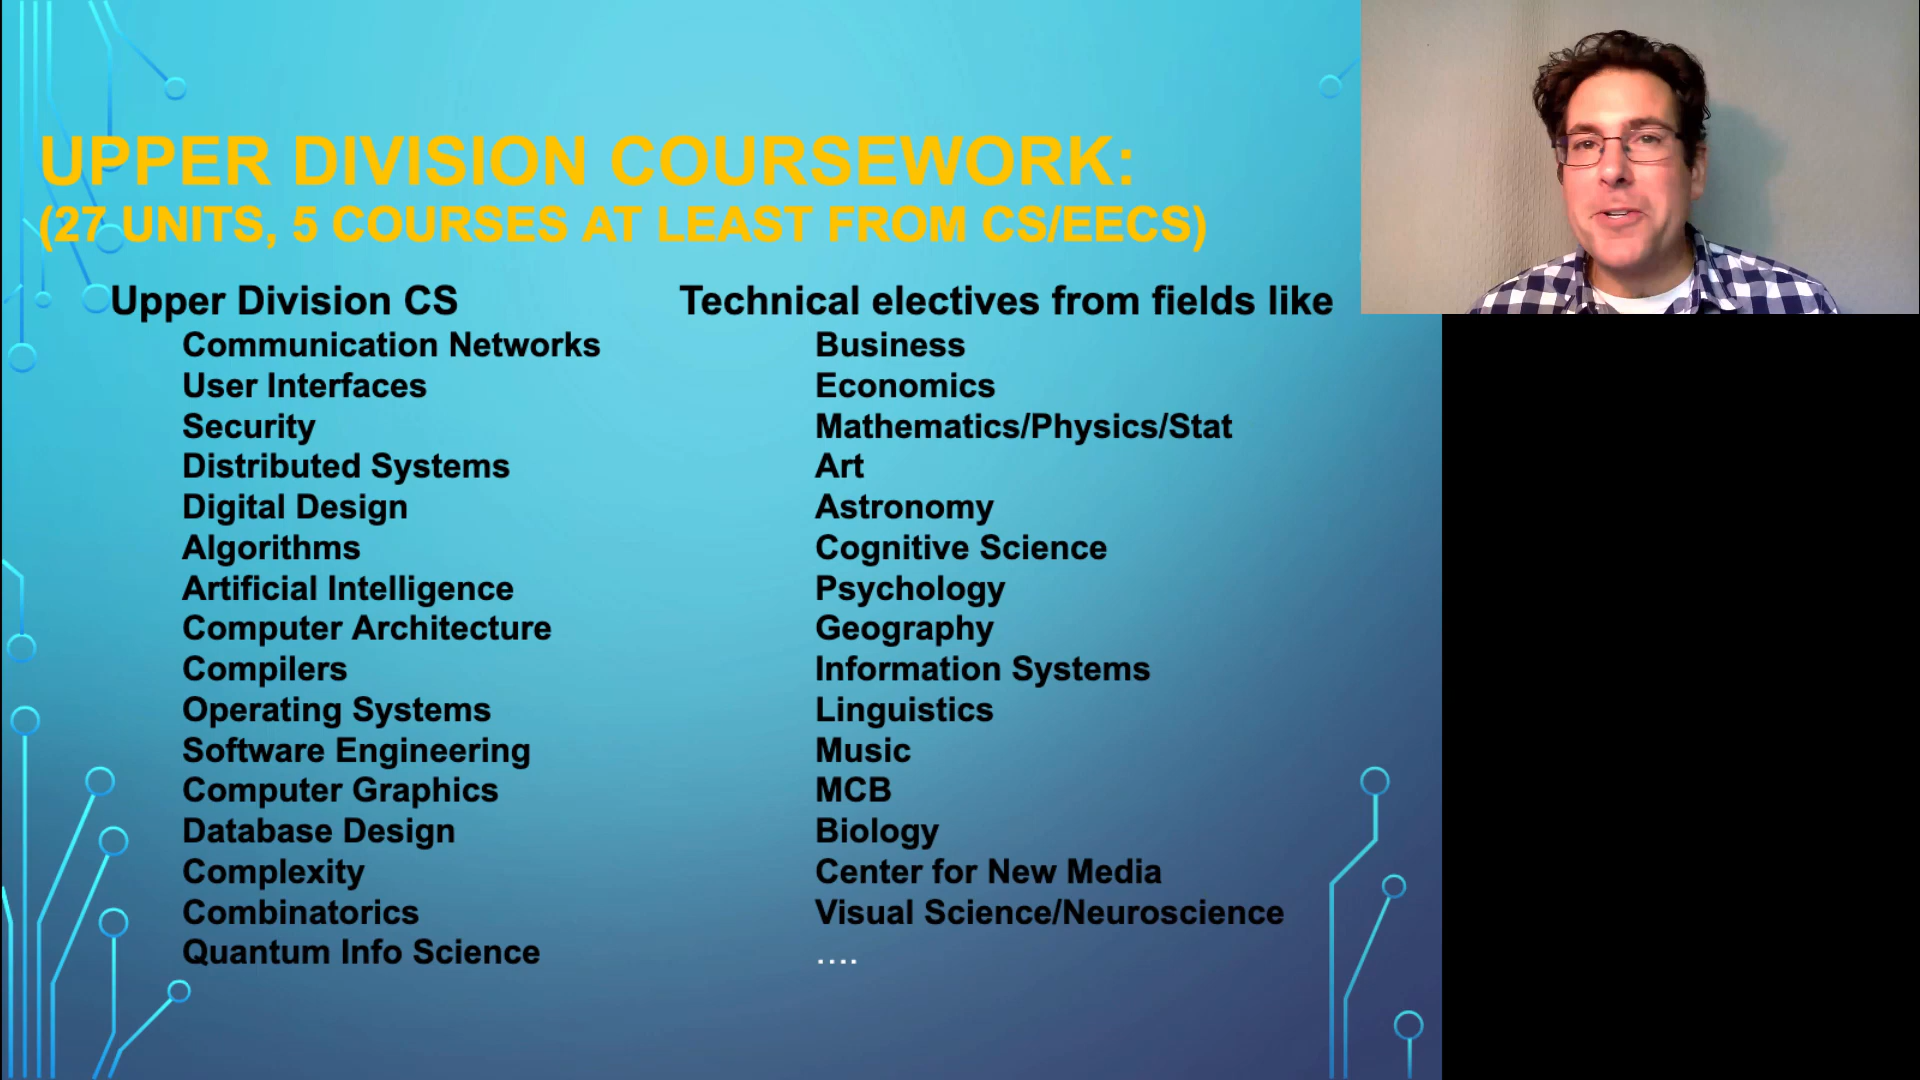 UPPER DIVISION COURSEWORK:
(27 UNITS, 5 COURSES AT LEAST FROM CS/EECS)
Upper Division CS
Communication Networks
User Interfaces
Security
Distributed Systems
Digital Design
Algorithms
Artificial Intelligence
Computer Architecture
Compilers
Operating Systems
Software Engineering
Computer Graphics
Database Design
Complexity
Combinatorics
Quantum Info Science
Technical electives from fields like
Business
Economics
Mathematics/Physics/Stat
Art
Astronomy
Cognitive Science
Psychology
Geography
Information Systems
Linguistics
Music
MCB
Biology
Center for New Media
Visual Science/Neuroscience
....